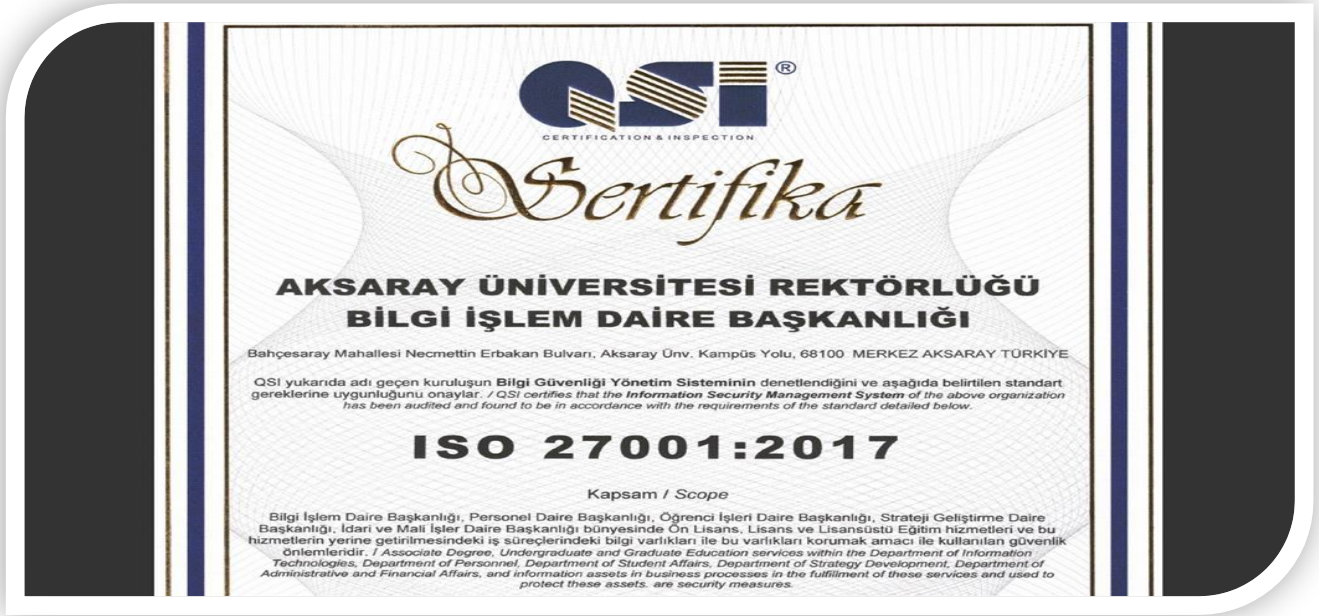 QSI®
CERTIFICATION & INSPECTION
Sertifika
AKSARAY ÜNİVERSİTESİ REKTÖRLÜĞÜ
BİLGİ İŞLEM DAİRE BAŞKANLIĞI
Bahçesaray Mahallesi Necmettin Erbakan Bulvarı, Aksaray Ünv. Kampüs Yolu, 68100 MERKEZ AKSARAY TÜRKİYE
QSI yukarıda adı geçen kuruluşun Bilgi Güvenliği Yönetim Sisteminin denetlendiğini ve aşağıda belirtilen standart
gereklerine uygunluğunu onaylar. / QSI certifies that the Information Security Management System of the above organization
has been audited and found to be in accordance with the requirements of the standard detailed below.
ISO 27001:2017
Kapsam / Scope
Bilgi İşlem Daire Başkanlığı, Personel Daire Başkanlığı, Öğrenci İşleri Daire Başkanlığı, Strateji Geliştirme Daire
Başkanlığı, İdari ve Mali İşler Daire Başkanlığı bünyesinde Ön Lisans, Lisans ve Lisansüstü Eğitim hizmetleri ve bu
hizmetlerin yerine getirilmesindeki iş süreçlerindeki bilgi varlıkları ile bu varlıkları korumak amacı ile kullanılan güvenlik
önlemleridir. / Associate Degree, Undergraduate and Graduate Education services within the Department of Information
Technologies, Department of Personnel, Department of Student Affairs, Department of Strategy Development, Department of
Administrative and Financial Affairs, and information assets in business processes in the fulfillment of these services and used to
protect these assets. are security measures.